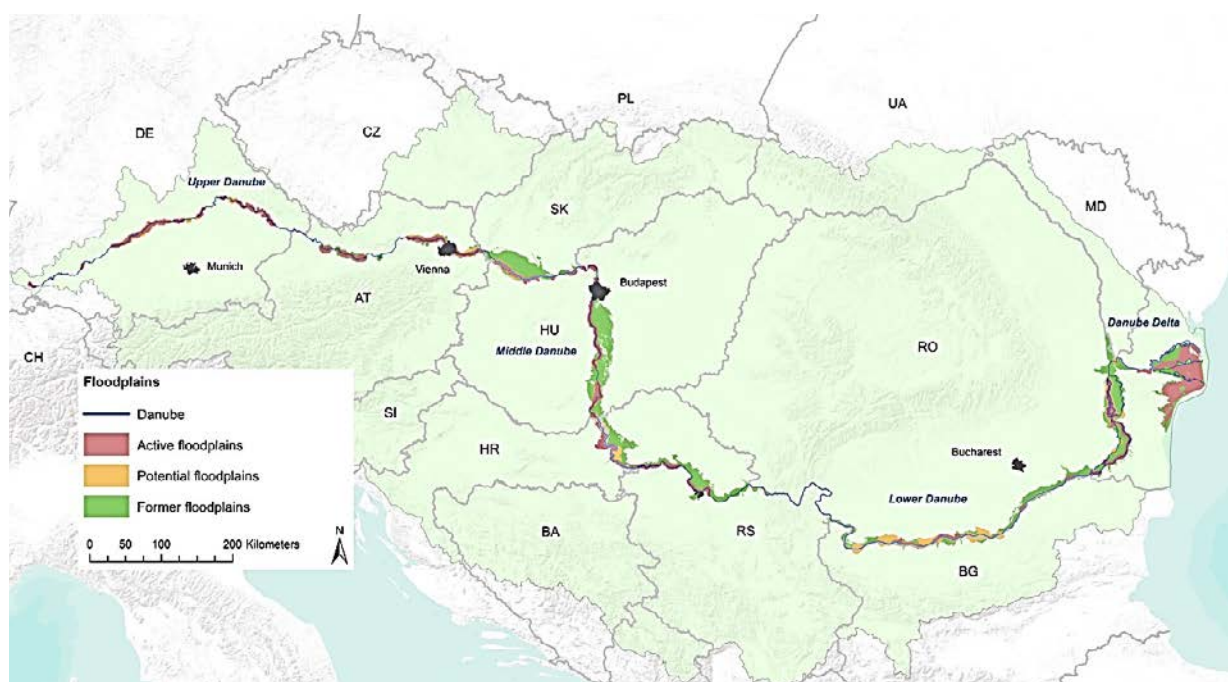 PL
UA
DE
CZ
Upper Danube
MD
SK
Munich
Vienna
Budapest
AT
Danube Delta
HU
Middle Danube
RO
CH
Floodplains
Danube
Active floodplains
Potential floodplains
Former floodplains
N
0 50 100 200 Kilometers
SI
HR
Bucharest
Lower Danube
BA
RS
BG